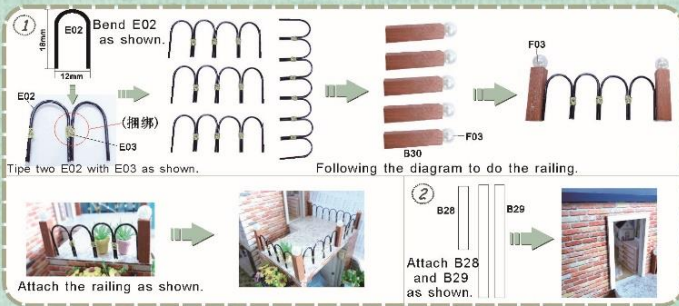 1
E02
Bend E02
as shown.
18mm
12mm
E02
(捆绑)
E03
Tipe two E02 with E03 as shown.
F03
B30
F03
Following the diagram to do the railing.
Attach the railing as shown.
2
B28
B29
Attach B28
and B29
as shown.